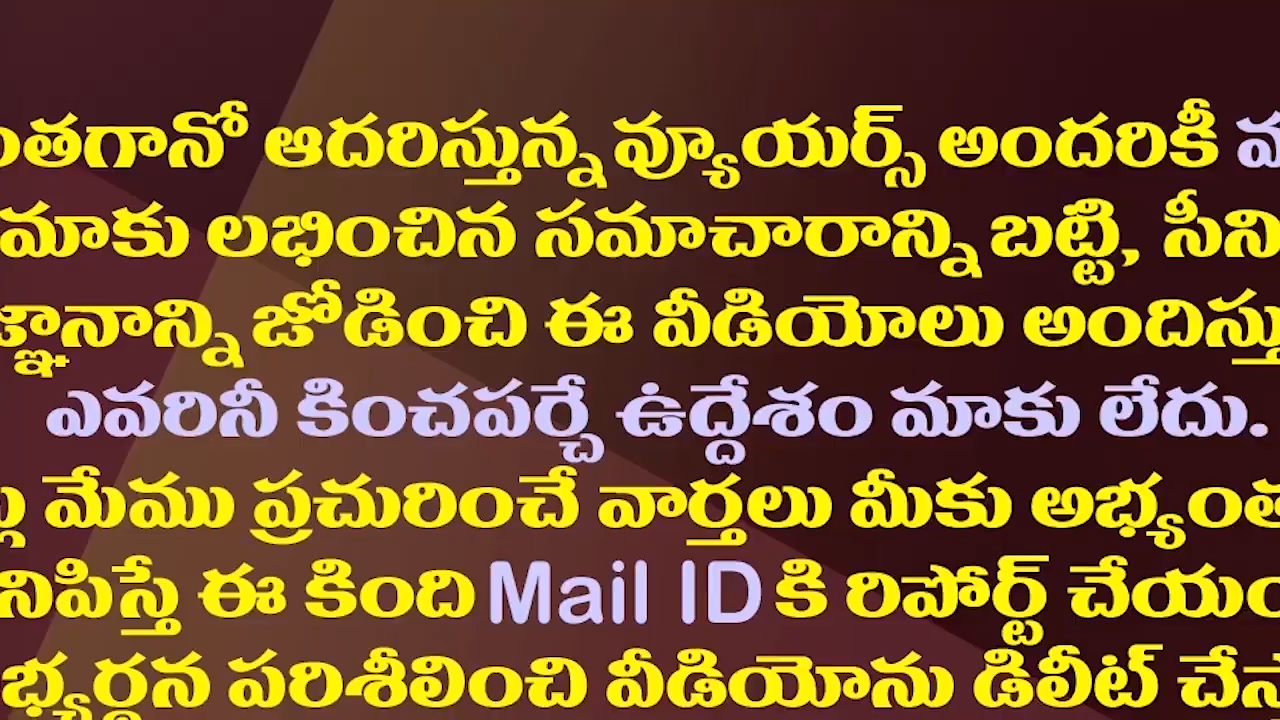 ఆదరిస్తున్న వ్యూయర్స్ అందరికీ
మాకు లభించిన సమాచారాన్ని బట్టి,
జోడించి ఈ వీడియోలు
ఎవరినీ కించపర్చే ఉద్దేశం మాకు లేదు.
మేము ప్రచురించే వార్తలు మీకు
ఈ కింది Mail ID కి రిపోర్ట్
పరిశీలించి వీడియోను డిలీట్